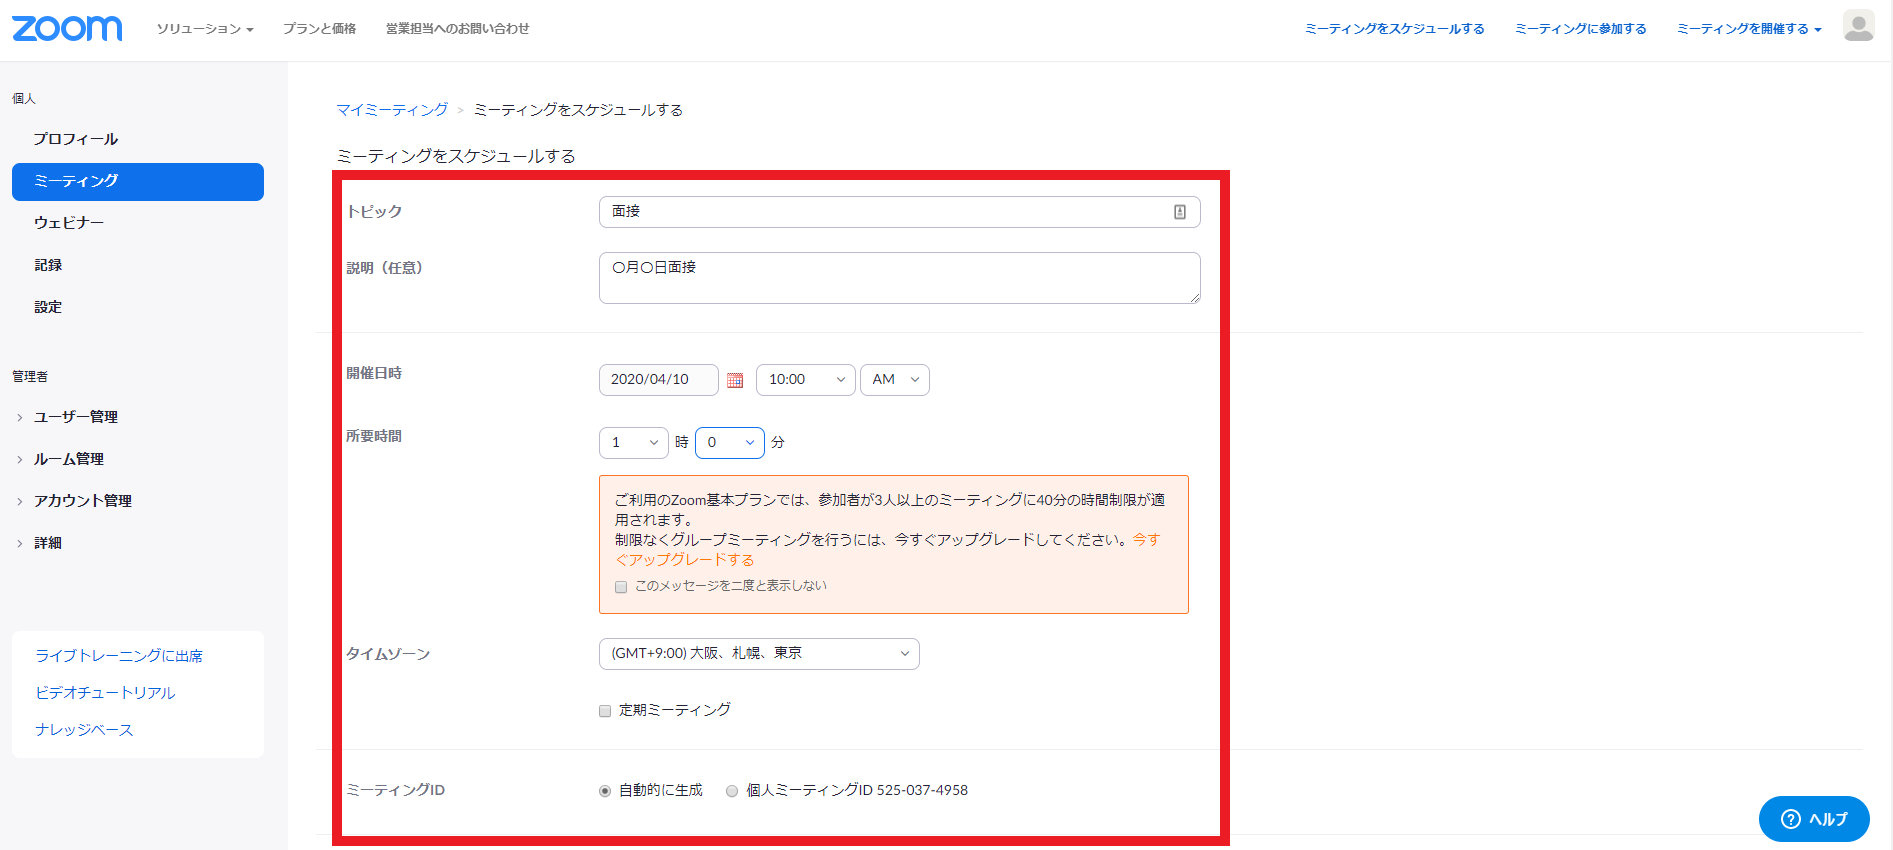 zoom
ソリューション
プランと価格
営業担当へのお問い合わせ
ミーティングをスケジュールする
ミーティングに参加する
ミーティングを開催する
個人
プロフィール
ミーティング
ウェビナー
記録
設定
管理者
ユーザー管理
ルーム管理
アカウント管理
詳細
ライブトレーニングに出席
ビデオチュートリアル
ナレッジベース
マイミーティング > ミーティングをスケジュールする
ミーティングをスケジュールする
トピック
面接
説明（任意）
〇月〇日面接
開催日時
2020/04/10 10:00 AM
所要時間
1 時 0 分
ご利用のZoom基本プランでは、参加者が3人以上のミーティングに40分の時間制限が適
用されます。
制限なくグループミーティングを行うには、今すぐアップグレードしてください。今す
ぐアップグレードする
このメッセージを二度と表示しない
タイムゾーン
(GMT+9:00) 大阪、札幌、東京
定期ミーティング
ミーティングID
自動的に生成
個人ミーティングID 525-037-4958
? ヘルプ